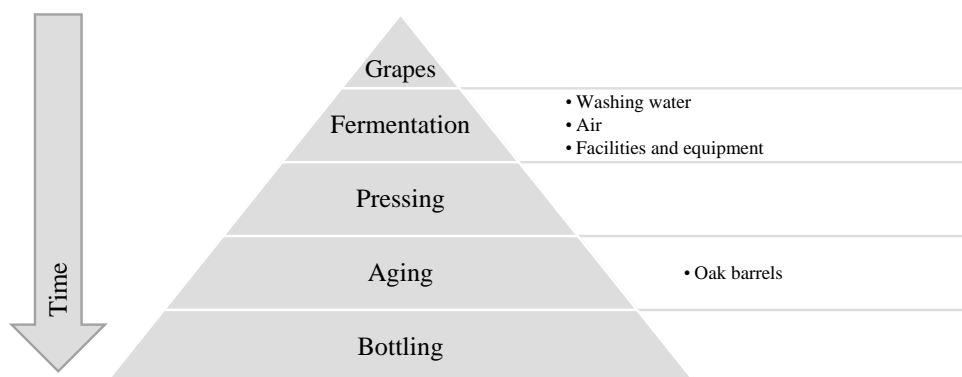 Grapes
Fermentation
• Washing water
• Air
• Facilities and equipment
Pressing
Aging
• Oak barrels
Bottling
Time